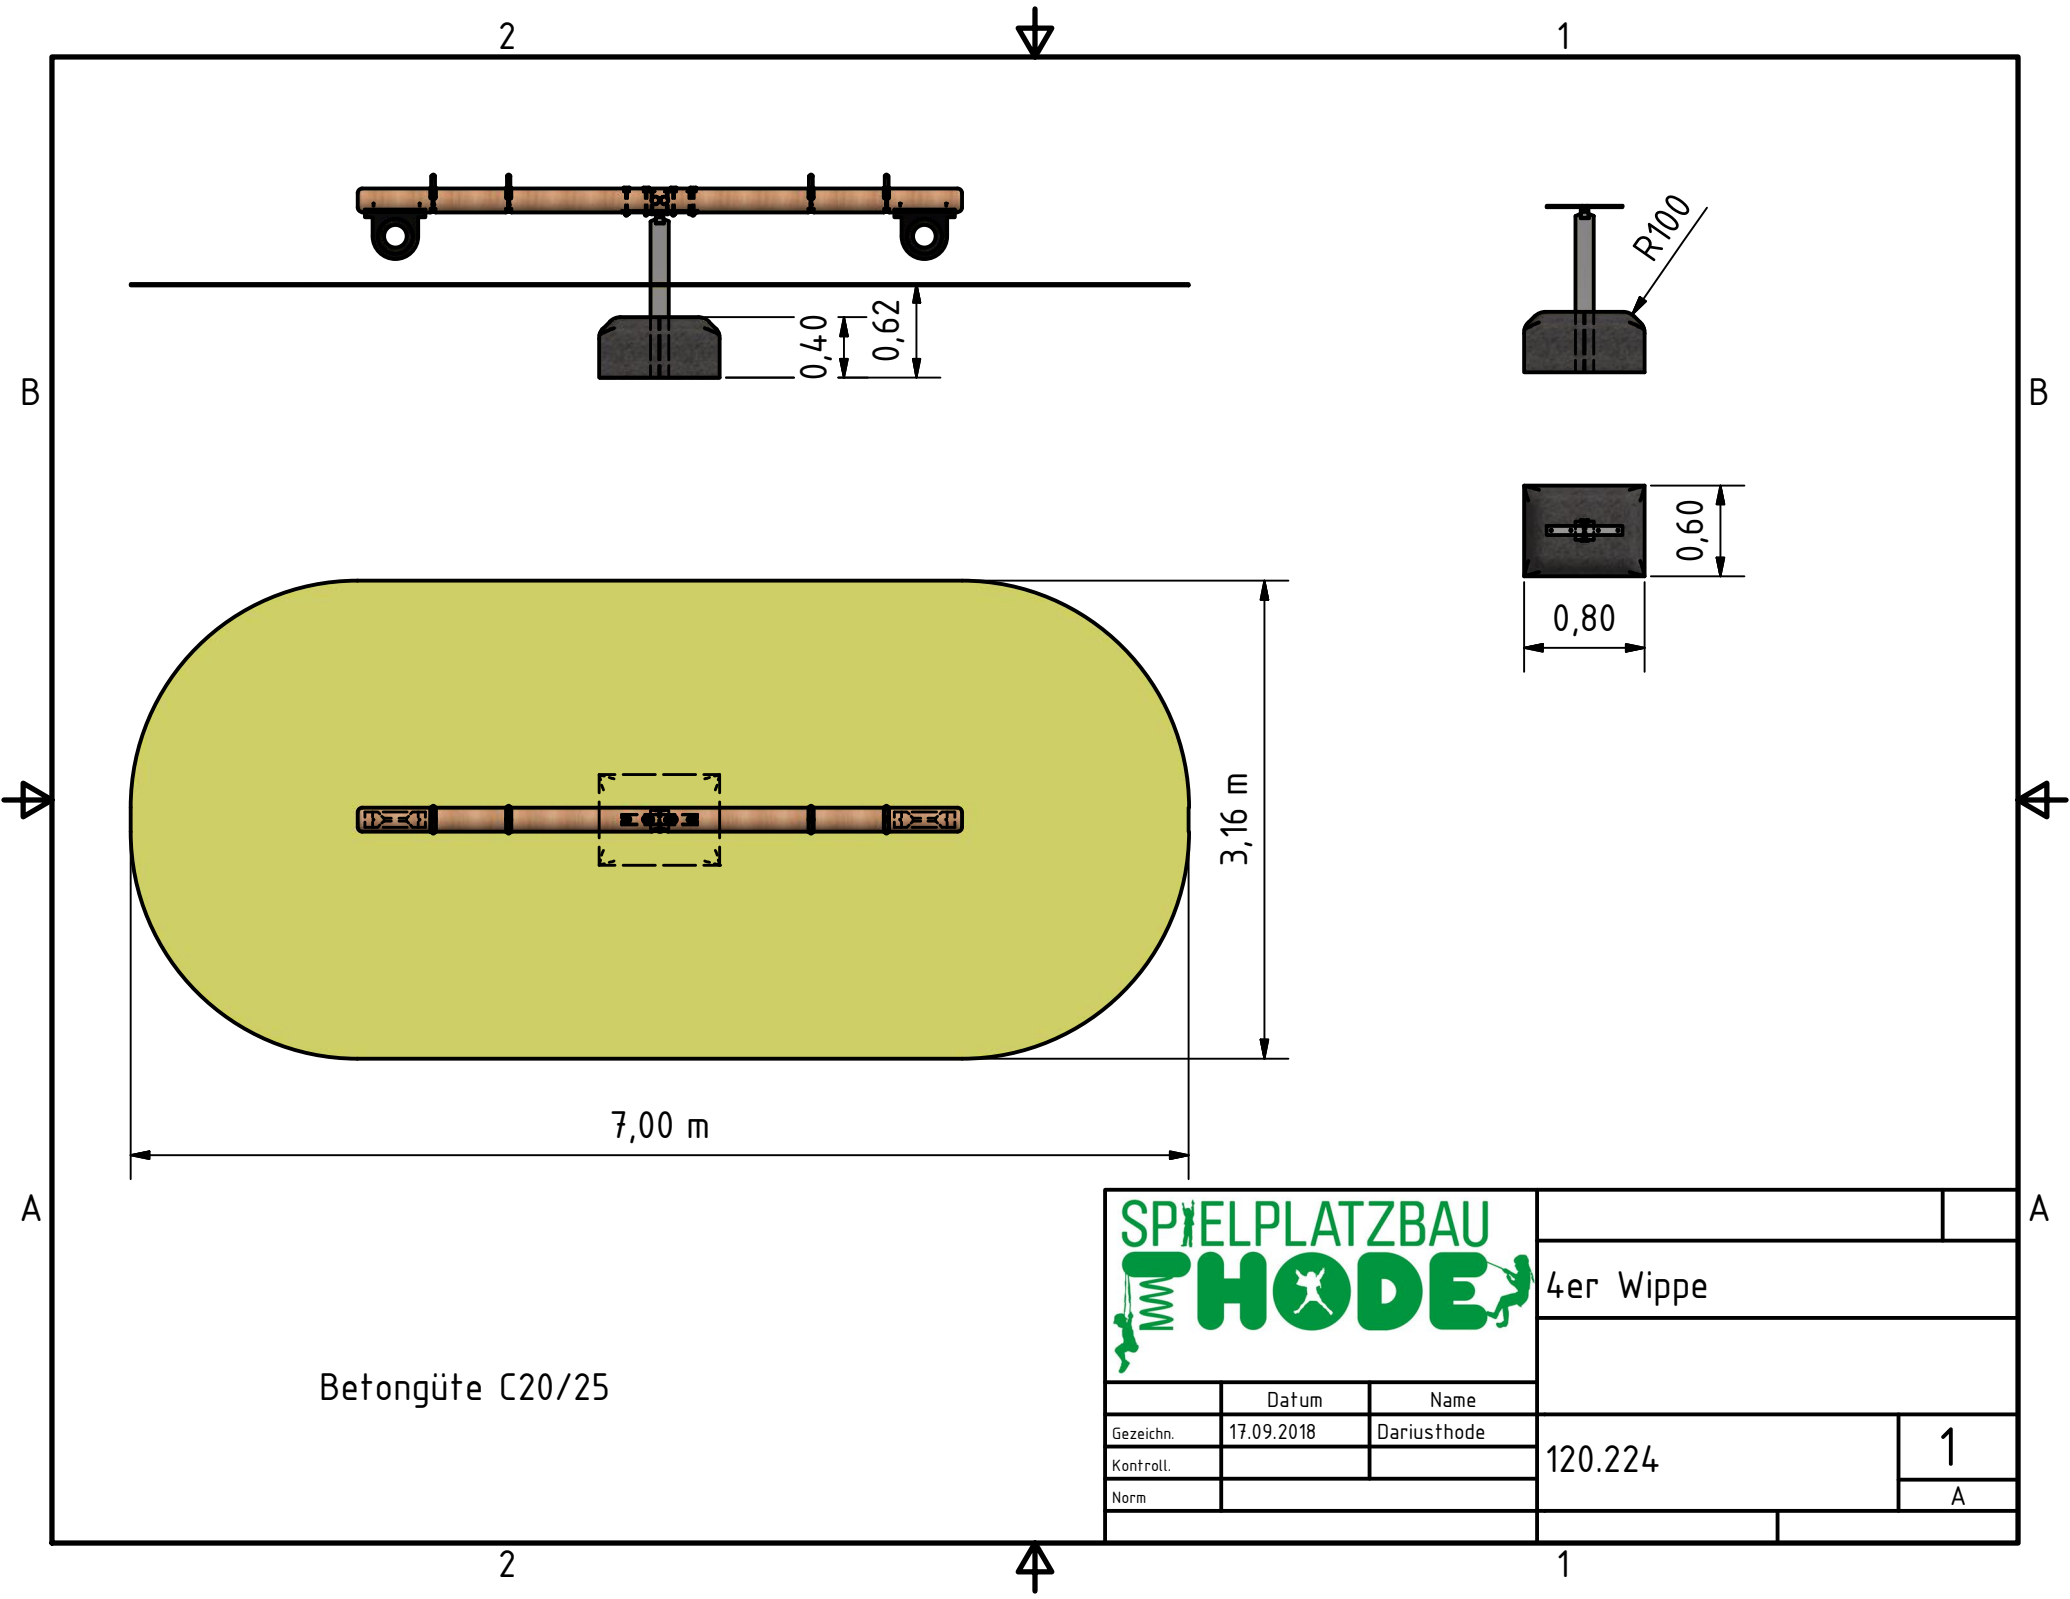 2
1
R100
0,40
0,62
B
B
0,60
0,80
3,16 m
7,00 m
A
A
SPIELPLATZBAU
THODE
4er Wippe
Betongüte C20/25
Datum
Name
Gezeichn.
17.09.2018
Dariusthode
Kontroll.
Norm
120.224
1
A
2
1